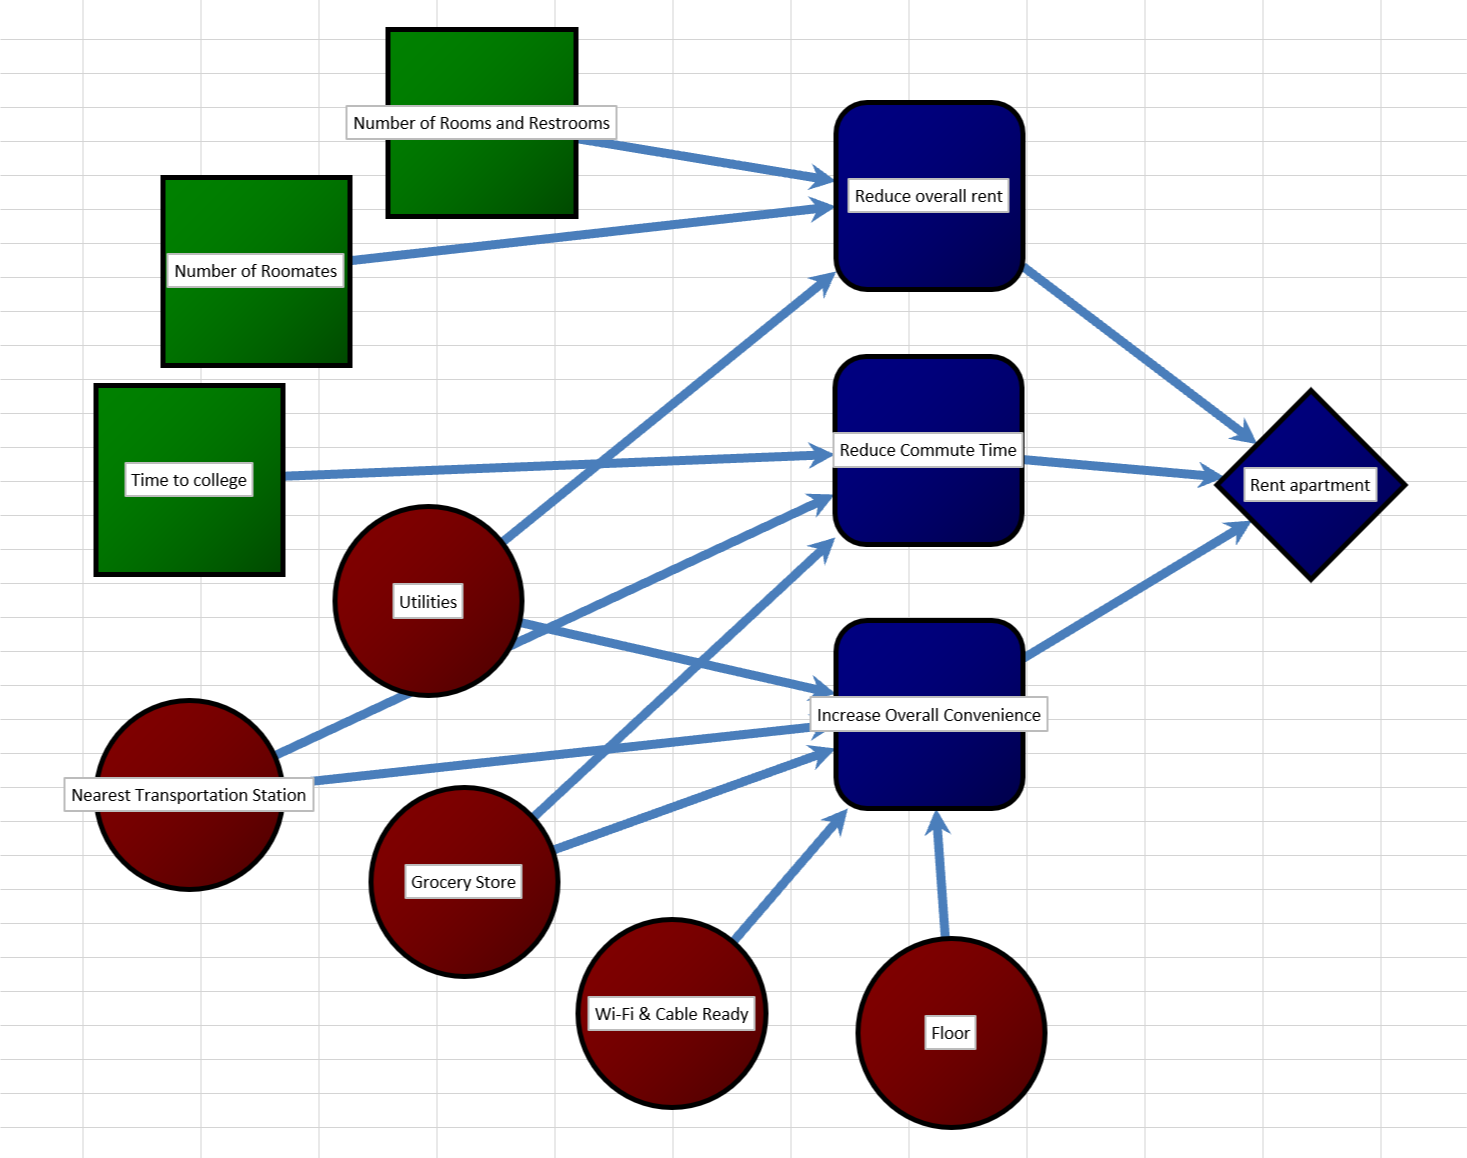 Number of Rooms and Restrooms
Reduce overall rent
Number of Roomates
Reduce Commute Time
Time to college
Rent apartment
Utilities
Increase Overall Convenience
Nearest Transportation Station
Grocery Store
Wi-Fi & Cable Ready
Floor